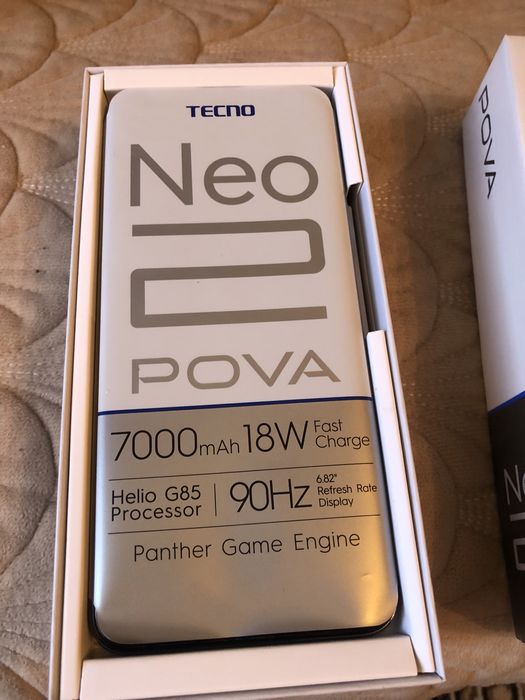 TECNO
Neo
2
POVA
7000mAh 18W Fast Charge
Helio G85 Processor
90Hz 6.82" Refresh Rate Display
Panther Game Engine
POVA